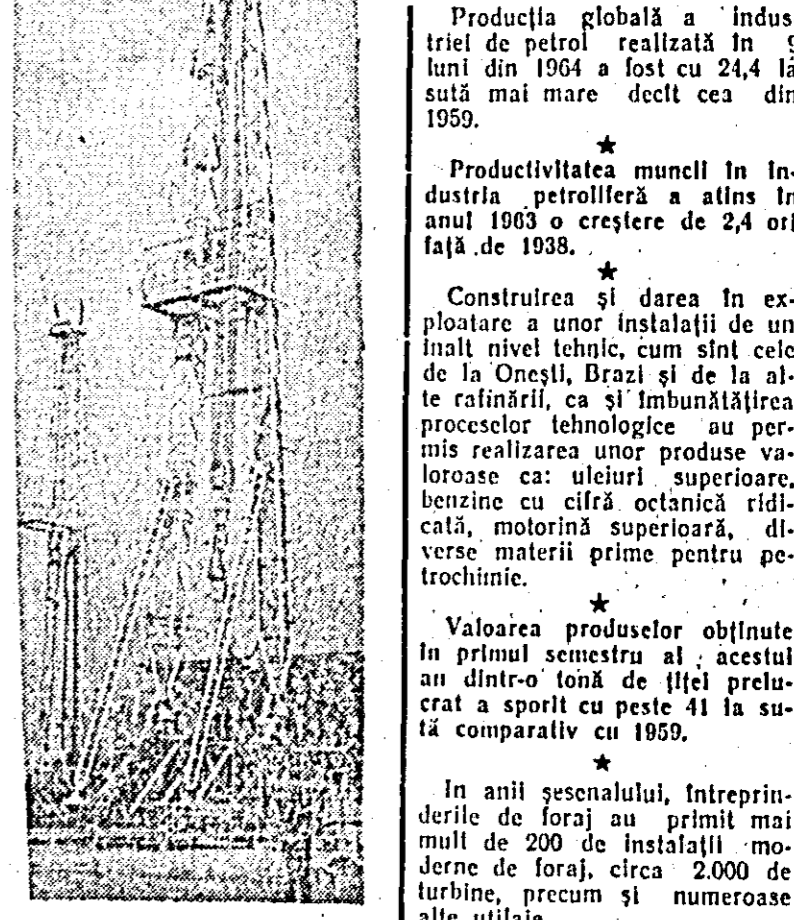 Producția globală a indus
triei de petrol realizată în 9
luni din 1964 a fost cu 24,4 la
sută mai mare decît cea din
1959.
★
Productivitatea muncii în in-
dustria petroliferă a atins în
anul 1963 o creștere de 2,4 ori
față de 1938.
★
Construirea și darea în ex-
ploatare a unor instalații de un
înalt nivel tehnic, cum sînt cele
de la Onești, Brazi și de la al-
te rafinării, ca și îmbunătățirea
proceselor tehnologice au per-
mis realizarea unor produse va-
loroase ca: uleiuri superioare,
benzine cu cifră octanică ridi-
cată, motorină superioară, di-
verse materii prime pentru pe-
trochimie.
★
Valoarea produselor obținute
în primul semestru al acestui
an dintr-o tonă de țiței prelu-
crat a sporit cu peste 41 la su-
tă comparativ cu 1959.
★
In anii șesenalului, întreprin-
derile de foraj au primit mai
mult de 200 de instalații mo-
derne de foraj, circa 2.000 de
turbine, precum și numeroase
alte utilaje